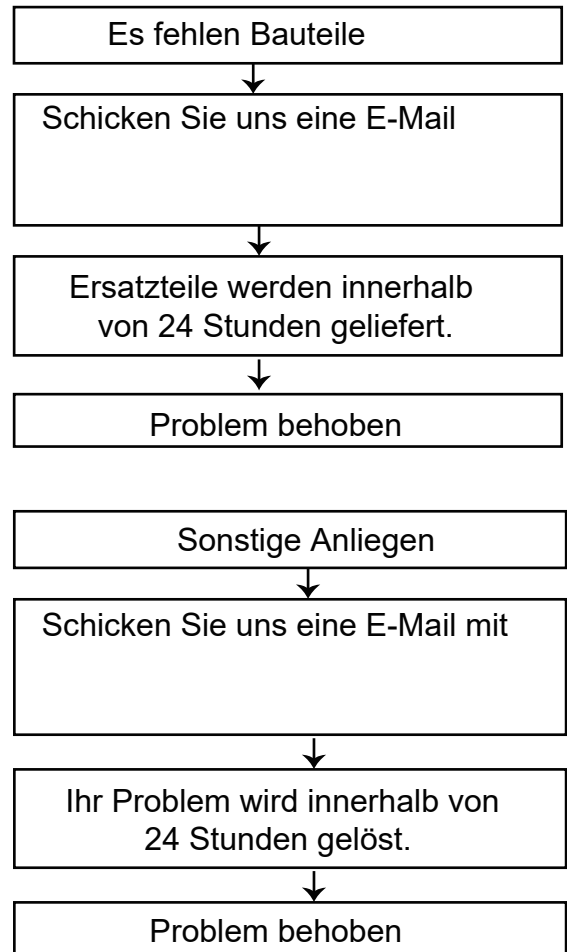 Es fehlen Bauteile
Schicken Sie uns eine E-Mail
Ersatzteile werden innerhalb
von 24 Stunden geliefert.
Problem behoben
Sonstige Anliegen
Schicken Sie uns eine E-Mail mit
Ihr Problem wird innerhalb von
24 Stunden gelöst.
Problem behoben